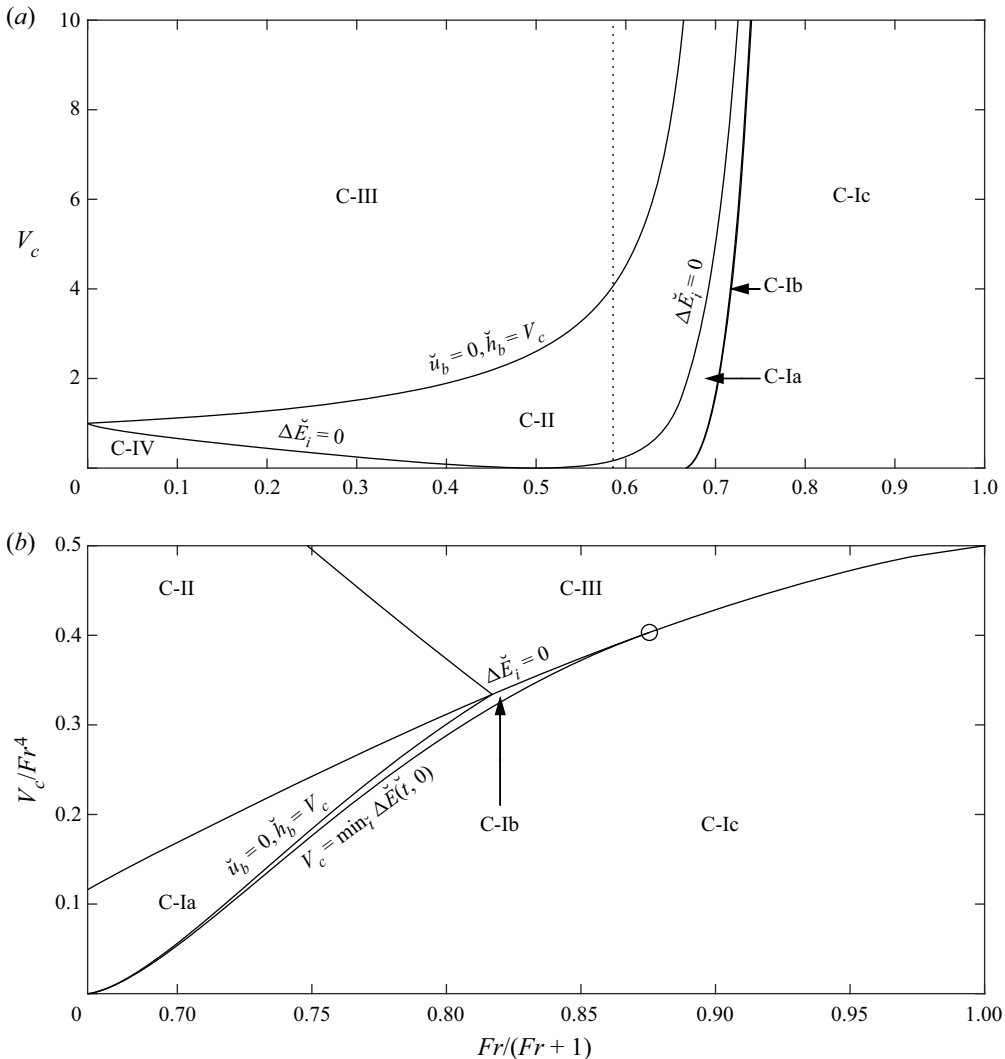 (a)
10
8
6
4
2
V_c
C-III
C-Ic
ΔĔ_i = 0
C-Ib
ŭ_b = 0, h̆_b = V_c
C-Ia
C-II
ΔĔ_i = 0
C-IV
0 0.1 0.2 0.3 0.4 0.5 0.6 0.7 0.8 0.9 1.0
(b)
0.5
0.4
0.3
0.2
0.1
V_c/Fr^4
C-II
C-III
ΔĔ_i = 0
ŭ_b = 0, h̆_b = V_c
V_c = min_t̆ ΔĔ(t̆, 0)
C-Ib
C-Ic
C-Ia
0 0.70 0.75 0.80 0.85 0.90 0.95 1.00
Fr/(Fr + 1)